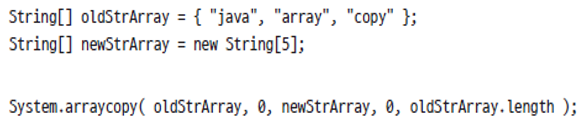 String[] oldStrArray = { "java", "array", "copy" };
String[] newStrArray = new String[5];
System.arraycopy( oldStrArray, 0, newStrArray, 0, oldStrArray.length );